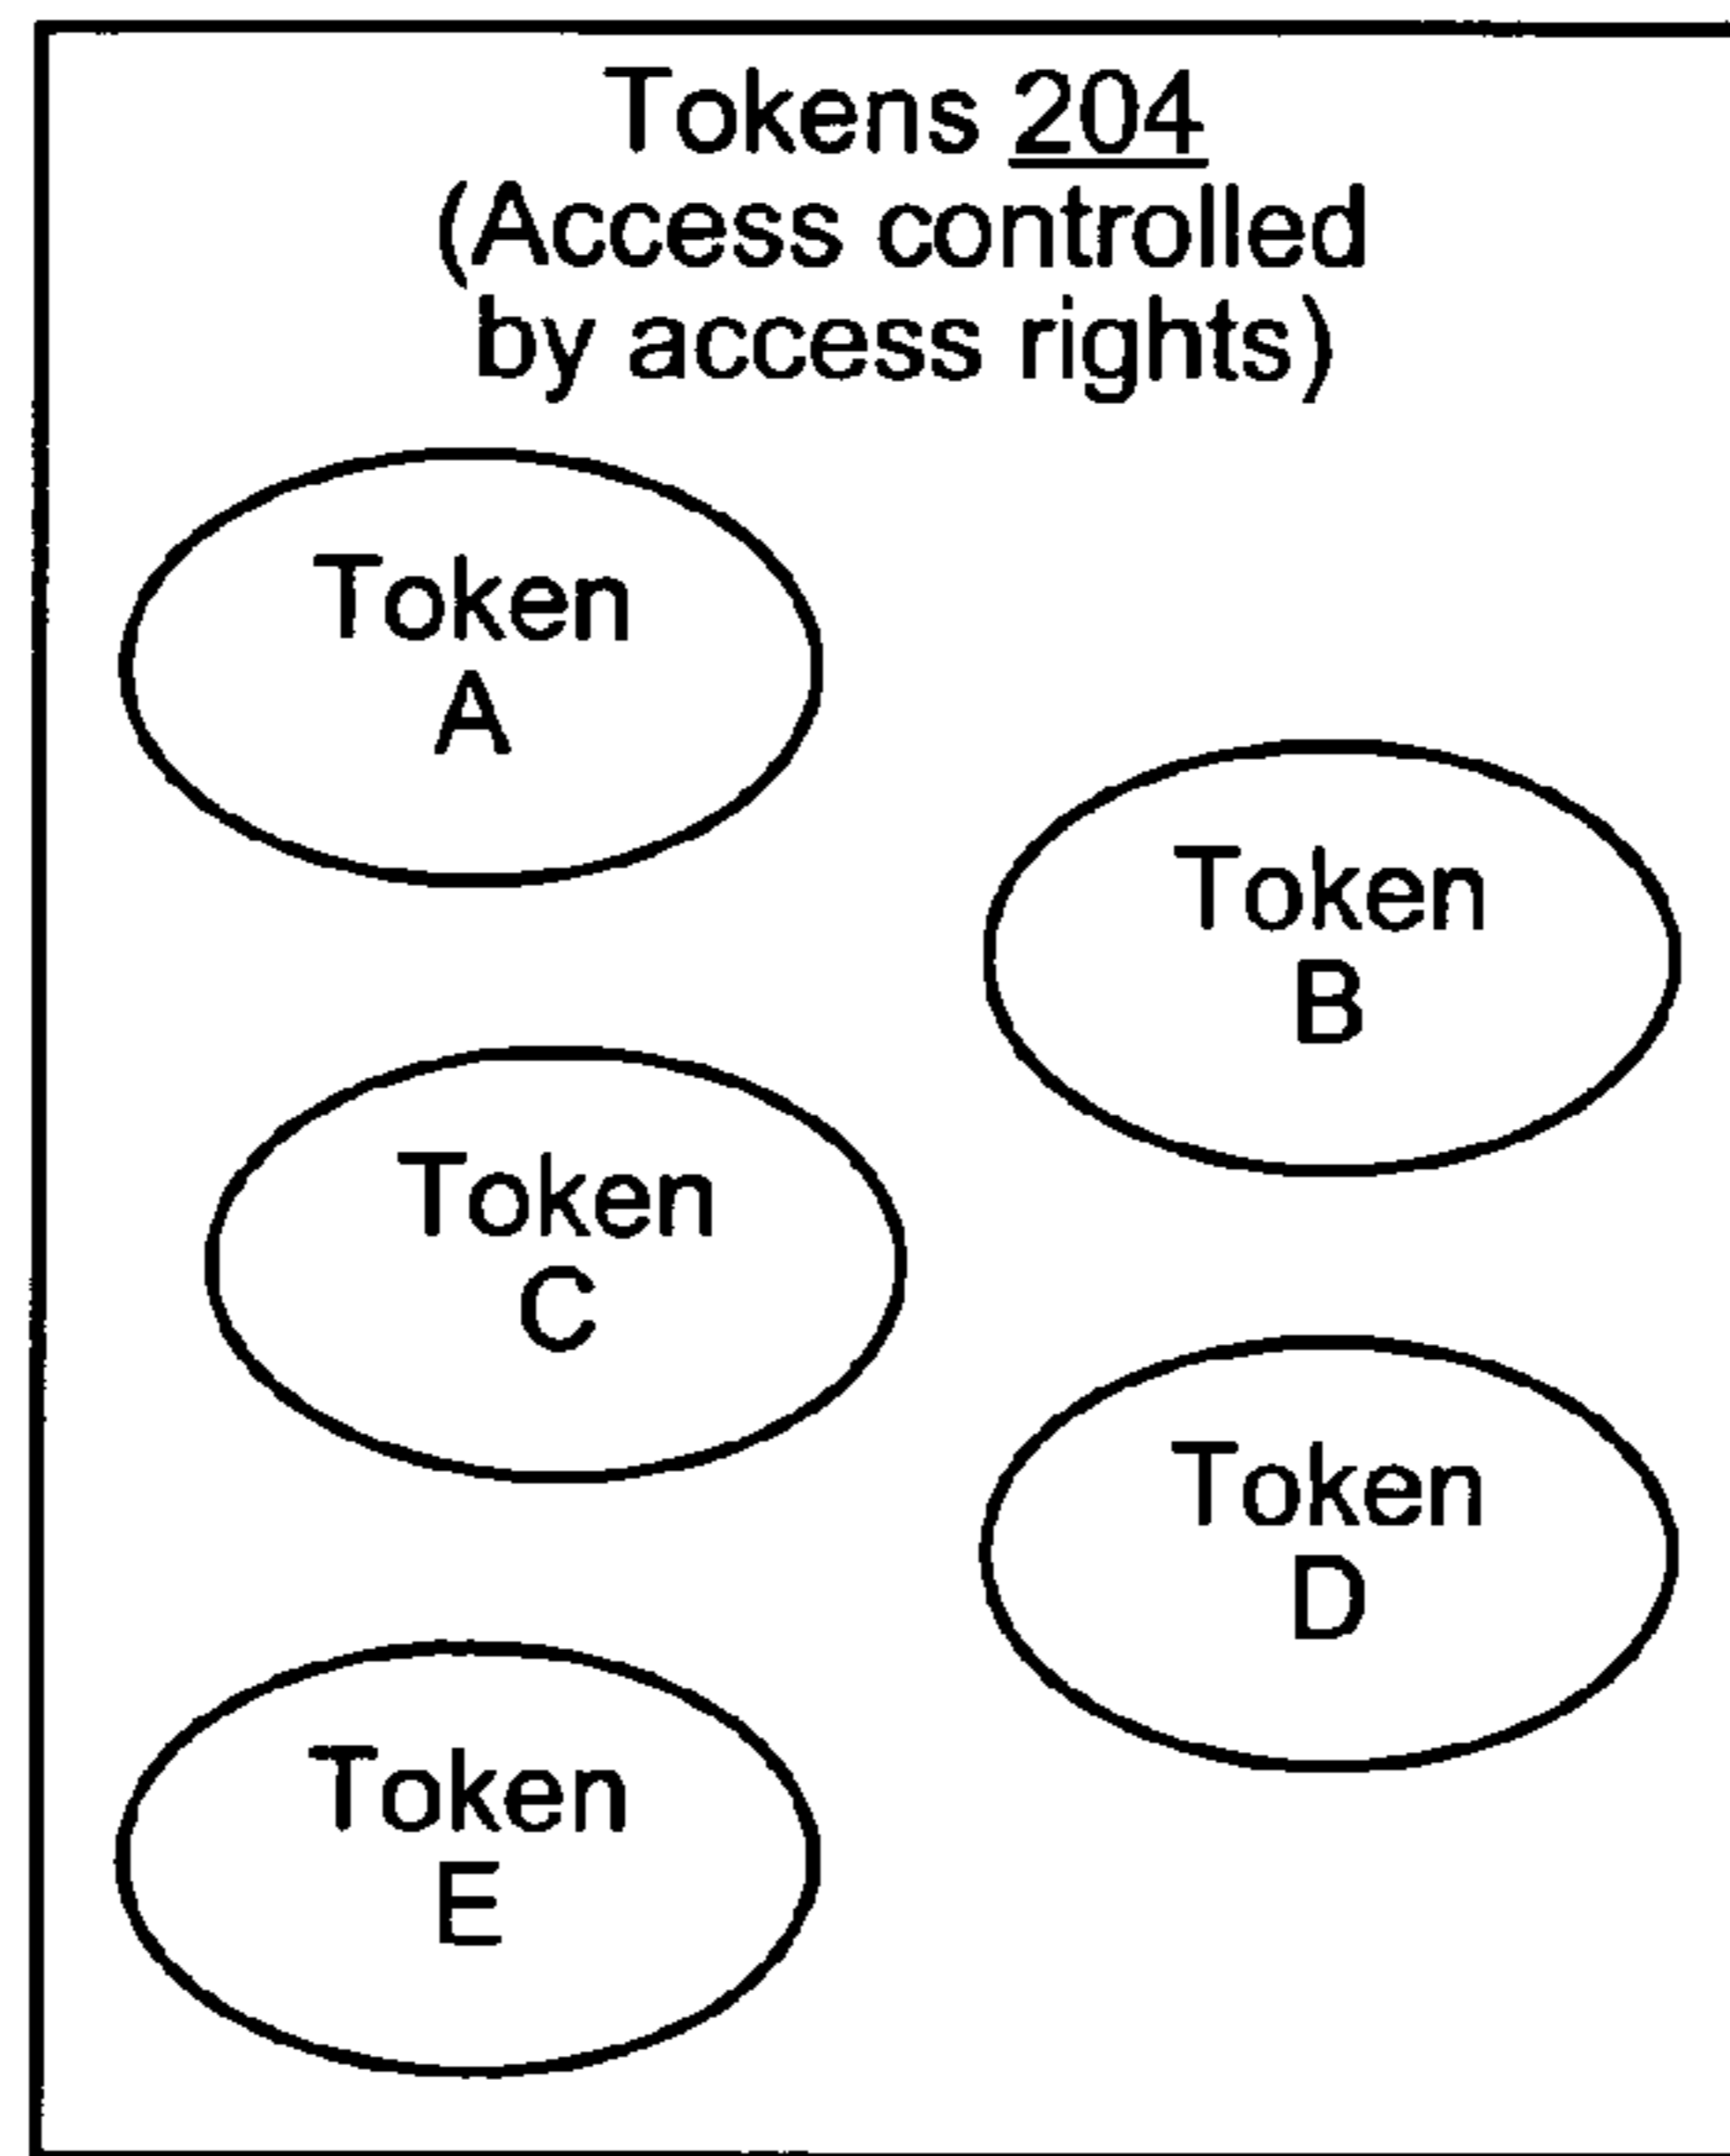 Tokens 204
(Access controlled
by access rights)
Token
A
Token
B
Token
C
Token
D
Token
E